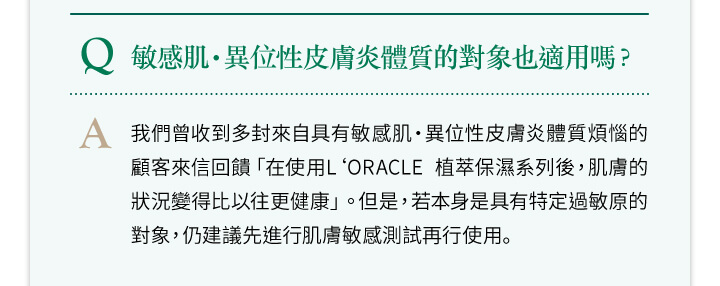 Q 敏感肌·異位性皮膚炎體質的對象也適用嗎?
A 我們曾收到多封來自具有敏感肌·異位性皮膚炎體質煩惱的
顧客來信回饋「在使用L‘ORACLE 植萃保濕系列後,肌膚的
狀況變得比以往更健康」。但是,若本身是具有特定過敏原的
對象,仍建議先進行肌膚敏感測試再行使用。